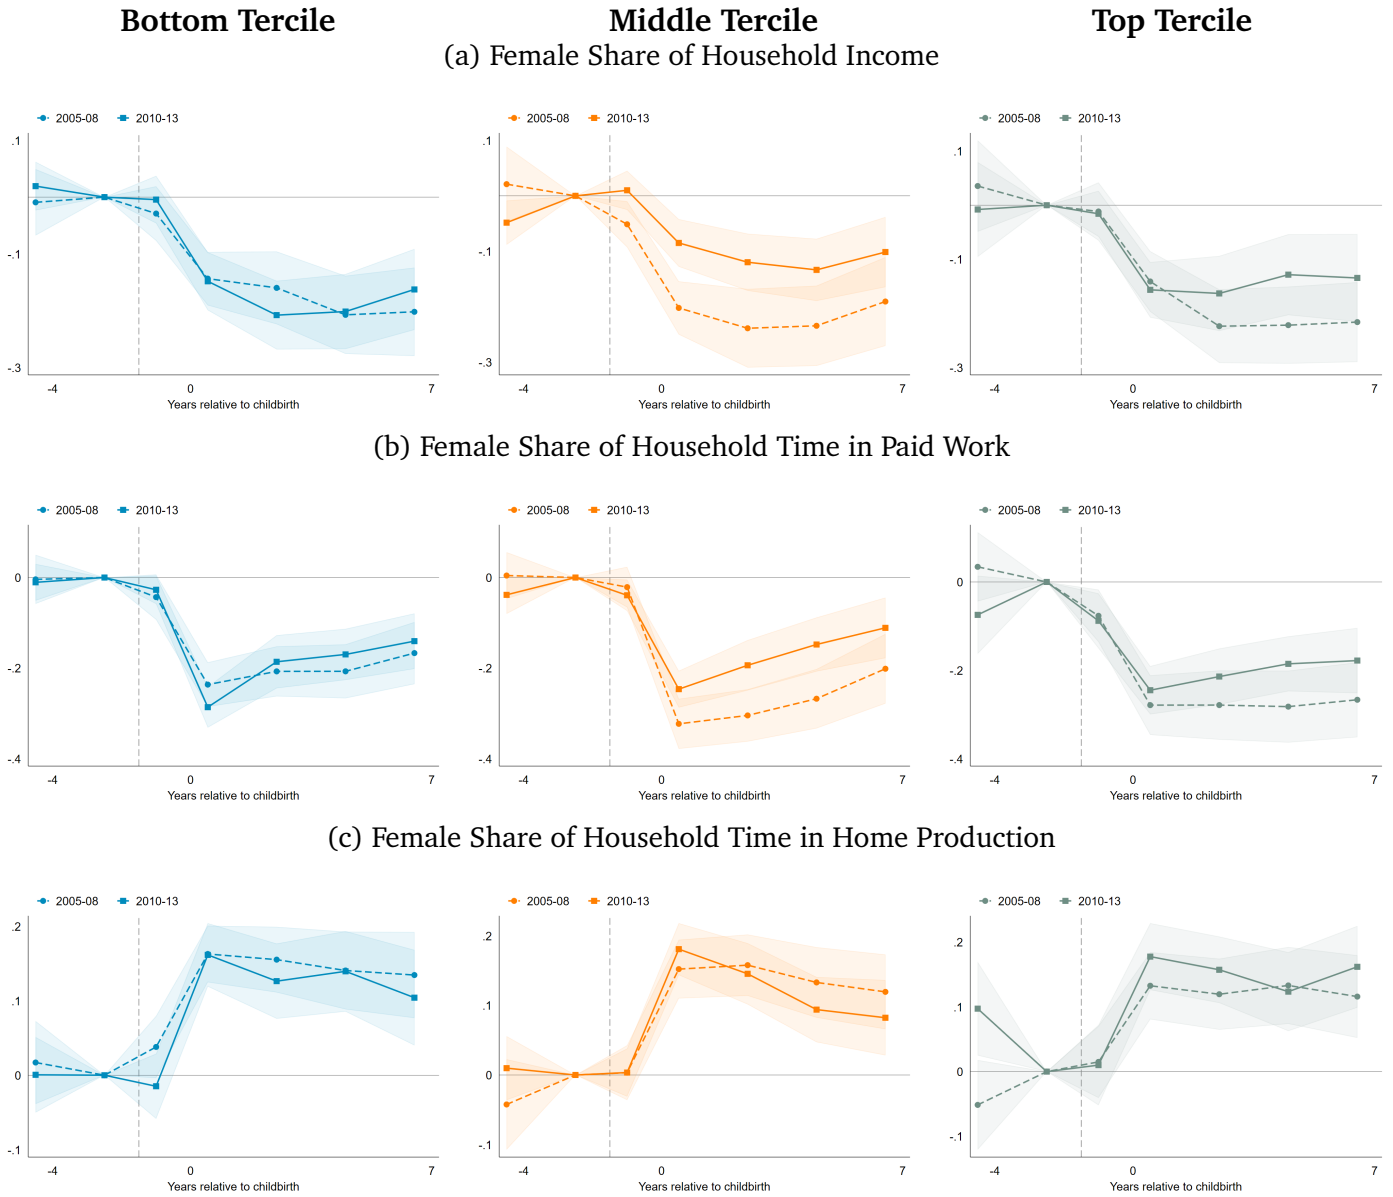 Bottom Tercile Middle Tercile Top Tercile
(a) Female Share of Household Income
2005-08 2010-13 2005-08 2010-13 2005-08 2010-13
.1 .1 .1
-.1 -.1 -.1
-.3 -.3 -.3
-4 0 7 -4 0 7 -4 0 7
Years relative to childbirth Years relative to childbirth Years relative to childbirth
(b) Female Share of Household Time in Paid Work
2005-08 2010-13 2005-08 2010-13 2005-08 2010-13
0 0 0
-.2 -.2 -.2
-.4 -.4 -.4
-4 0 7 -4 0 7 -4 0 7
Years relative to childbirth Years relative to childbirth Years relative to childbirth
(c) Female Share of Household Time in Home Production
2005-08 2010-13 2005-08 2010-13 2005-08 2010-13
.2 .2 .2
.1 .1 .1
0 0 0
-.1 -.1 -.1
-4 0 7 -4 0 7 -4 0 7
Years relative to childbirth Years relative to childbirth Years relative to childbirth